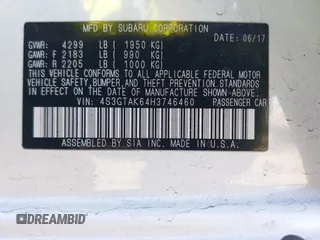 MFD BY SUBARU CORPORATION
DATE: 06/17
GVWR: 4299 LB ( 1950 KG)
GAWR: F 2183 LB ( 990 KG)
GAWR: R 2205 LB ( 1000 KG)
THIS VEHICLE CONFORMS TO ALL APPLICABLE FEDERAL MOTOR
VEHICLE SAFETY, BUMPER, AND THEFT PREVENTION STANDARDS
IN EFFECT ON THE DATE OF MANUFACTURE SHOWN ABOVE.
VIN: 4S3GTAK64H3746460
PASSENGER CAR
ASSEMBLED BY SIA MADE IN U.S.A.
DREAMBID